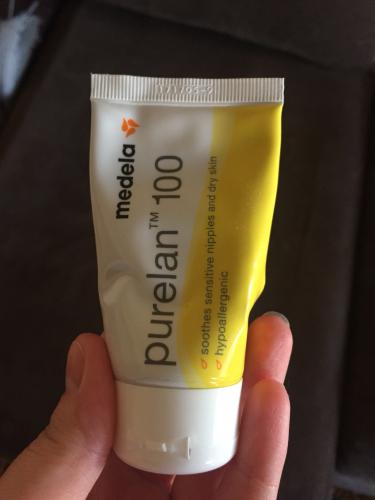 medela
purelan™ 100
soothes sensitive nipples and dry skin
hypoallergenic